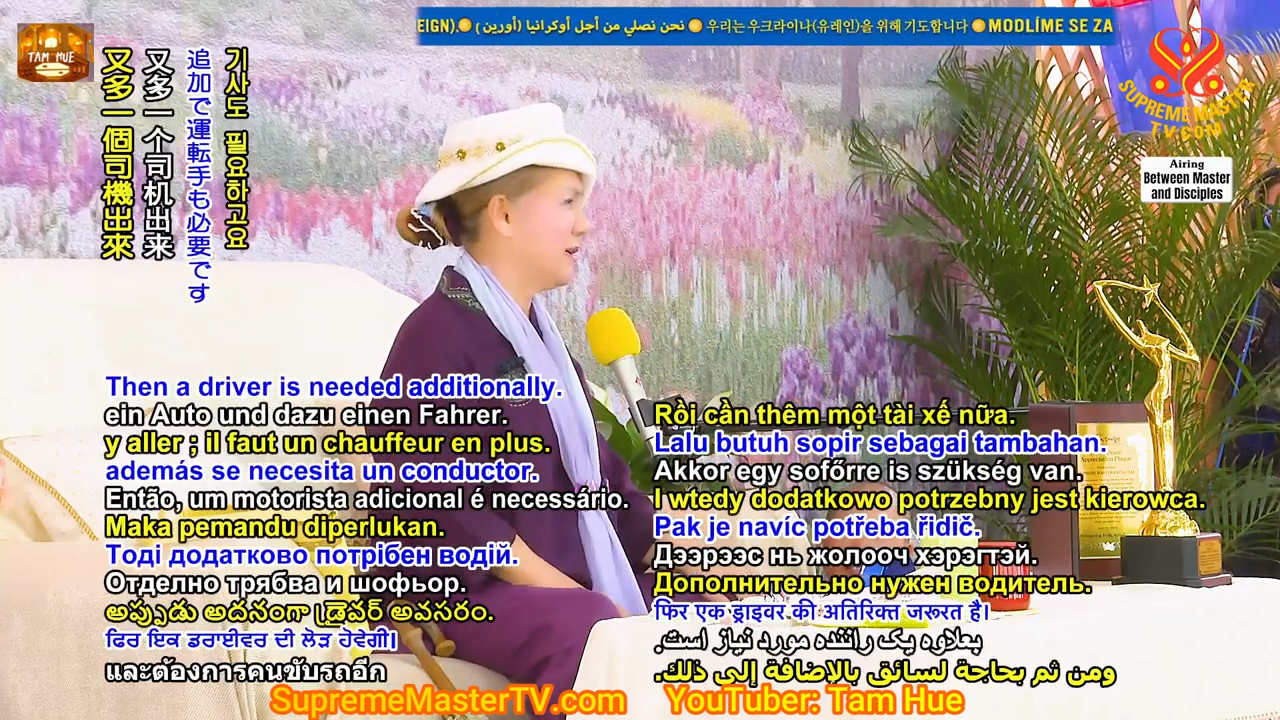 EIGN).
نحن نصلي من أجل أوكرانيا (أورين)
우리는 우크라이나(유레인)을 위해 기도합니다
MODLÍME SE ZA
TAM HUE
SUPREME MASTER
TV.COM
Airing
Between Master
and Disciples
기사도 필요하고요
追加で運転手も必要です
又多一个司机出来
又多一個司機出來
Then a driver is needed additionally.
ein Auto und dazu einen Fahrer.
y aller ; il faut un chauffeur en plus.
además se necesita un conductor.
Então, um motorista adicional é necessário.
Maka pemandu diperlukan.
Тоді додатково потрібен водій.
Отделно трябва и шофьор.
అప్పుడు అదనంగా డ్రైవర్ అవసరం.
ਫਿਰ ਇਕ ਡਰਾਈਵਰ ਦੀ ਲੋੜ ਹੋਵੇਗੀ।
และต้องการคนขับรถอีก
Rồi cần thêm một tài xế nữa.
Lalu butuh sopir sebagai tambahan.
Akkor egy sofőrre is szükség van.
I wtedy dodatkowo potrzebny jest kierowca.
Pak je navíc potřeba řidič.
Дээрээс нь жолооч хэрэгтэй.
Дополнительно нужен водитель.
फिर एक ड्राइवर की अतिरिक्त जरूरत है।
بعلاوه یک راننده مورد نیاز است.
ومن ثم بحاجة لسائق بالإضافة إلى ذلك.
Appreciation Plaque
SupremeMasterTV.com
YouTuber: Tam Hue